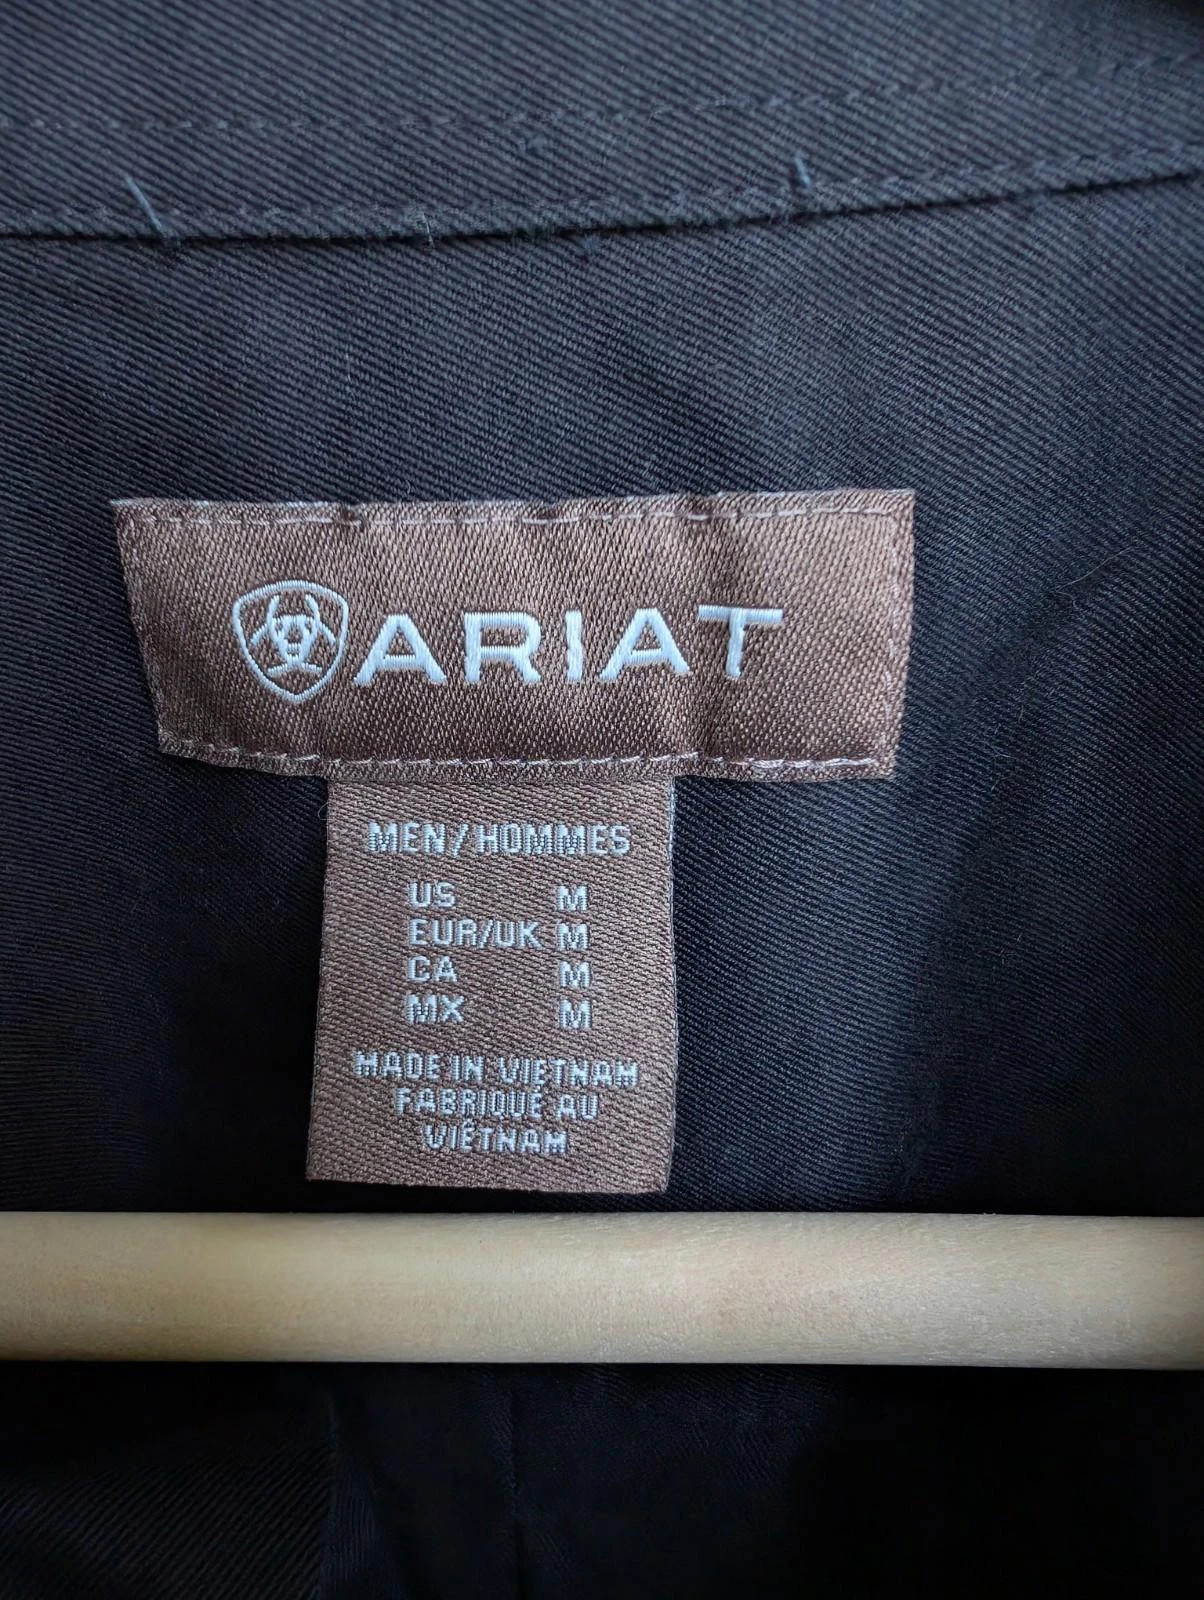 ARIAT
MEN/HOMMES
US M
EUR/UK M
CA M
MX M
MADE IN VIETNAM
FABRIQUÉ AU
VIÊTNAM